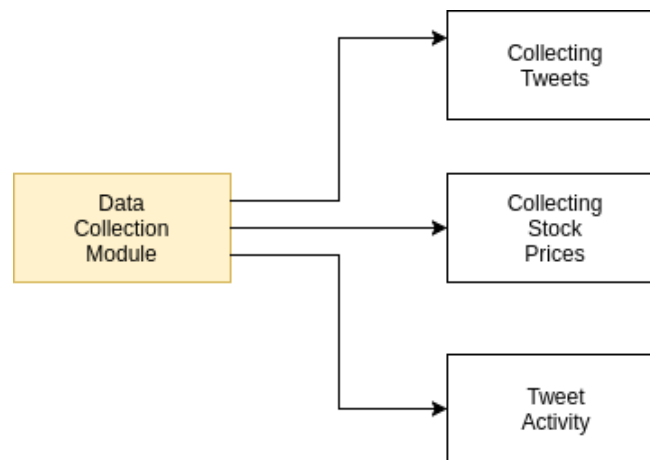 Collecting
Tweets
Data
Collection
Module
Collecting
Stock
Prices
Tweet
Activity